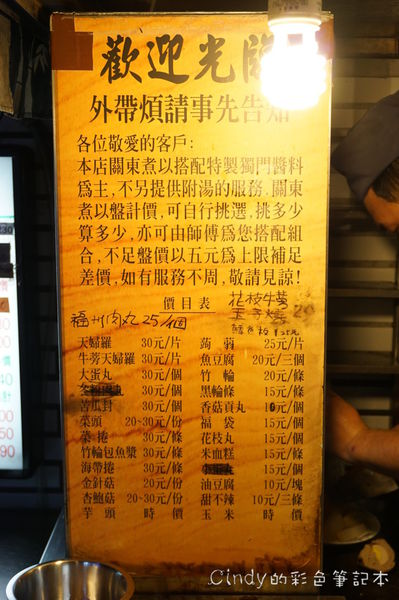 歡迎光臨
外帶煩請事先告知
各位敬愛的客戶:
本店關東煮以搭配特製獨門醬料
為主,不另提供附湯的服務.關東
煮以盤計價,可自行挑選,挑多少
算多少,亦可由師傅為您搭配組
合,不足盤價以五元為上限補足
差價,如有服務不周,敬請見諒!
價目表
福州肉丸 25/個
花枝牛蒡
天婦羅 30元/片
牛蒡天婦羅 30元/片
大蛋丸 30元/個
30元/個
苦瓜封 30元/個
菜頭 20~30元/份
菜捲 30元/條
竹輪包魚漿 30元/條
海帶捲 30元/條
金針菇 20~30元/份
杏鮑菇 20~30元/份
芋頭 時價
蒟蒻 25元/片
魚豆腐 20元/三個
竹輪 20元/條
黑輪條 15元/條
香菇貢丸 16元/個
福袋 15元/個
花枝丸 15元/個
米血糕 15元/條
15元/個
油豆腐 10元/塊
甜不辣 10元/三條
玉米 時價
Cindy的彩色筆記本